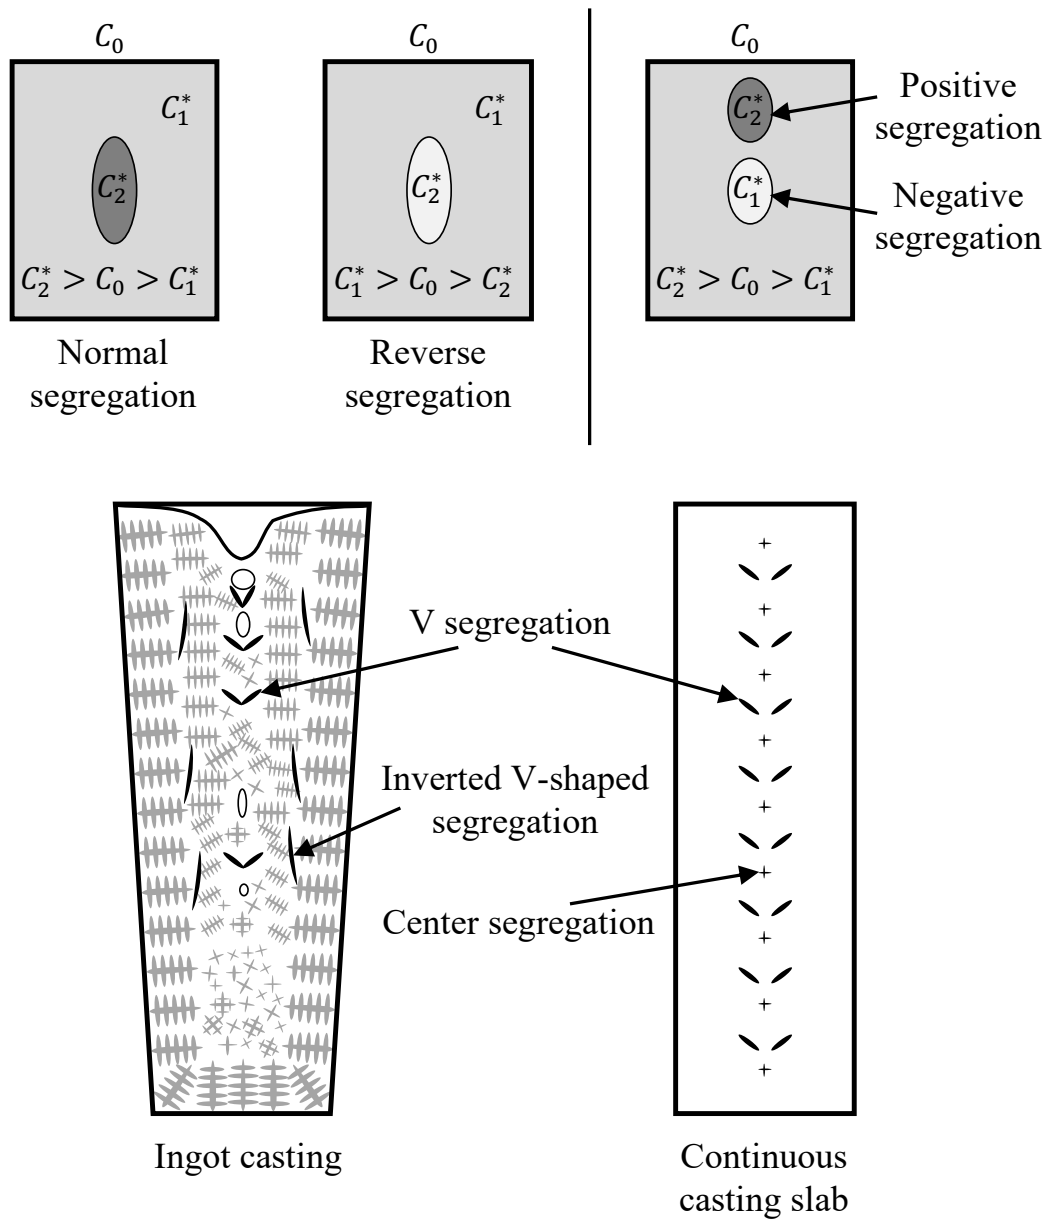 C₀
C₁*
C₂*
C₂* > C₀ > C₁*
Normal
segregation
C₀
C₁*
C₂*
C₁* > C₀ > C₂*
Reverse
segregation
C₀
C₂*
C₁*
C₂* > C₀ > C₁*
Positive
segregation
Negative
segregation
V segregation
Inverted V-shaped
segregation
Center segregation
Ingot casting
Continuous
casting slab